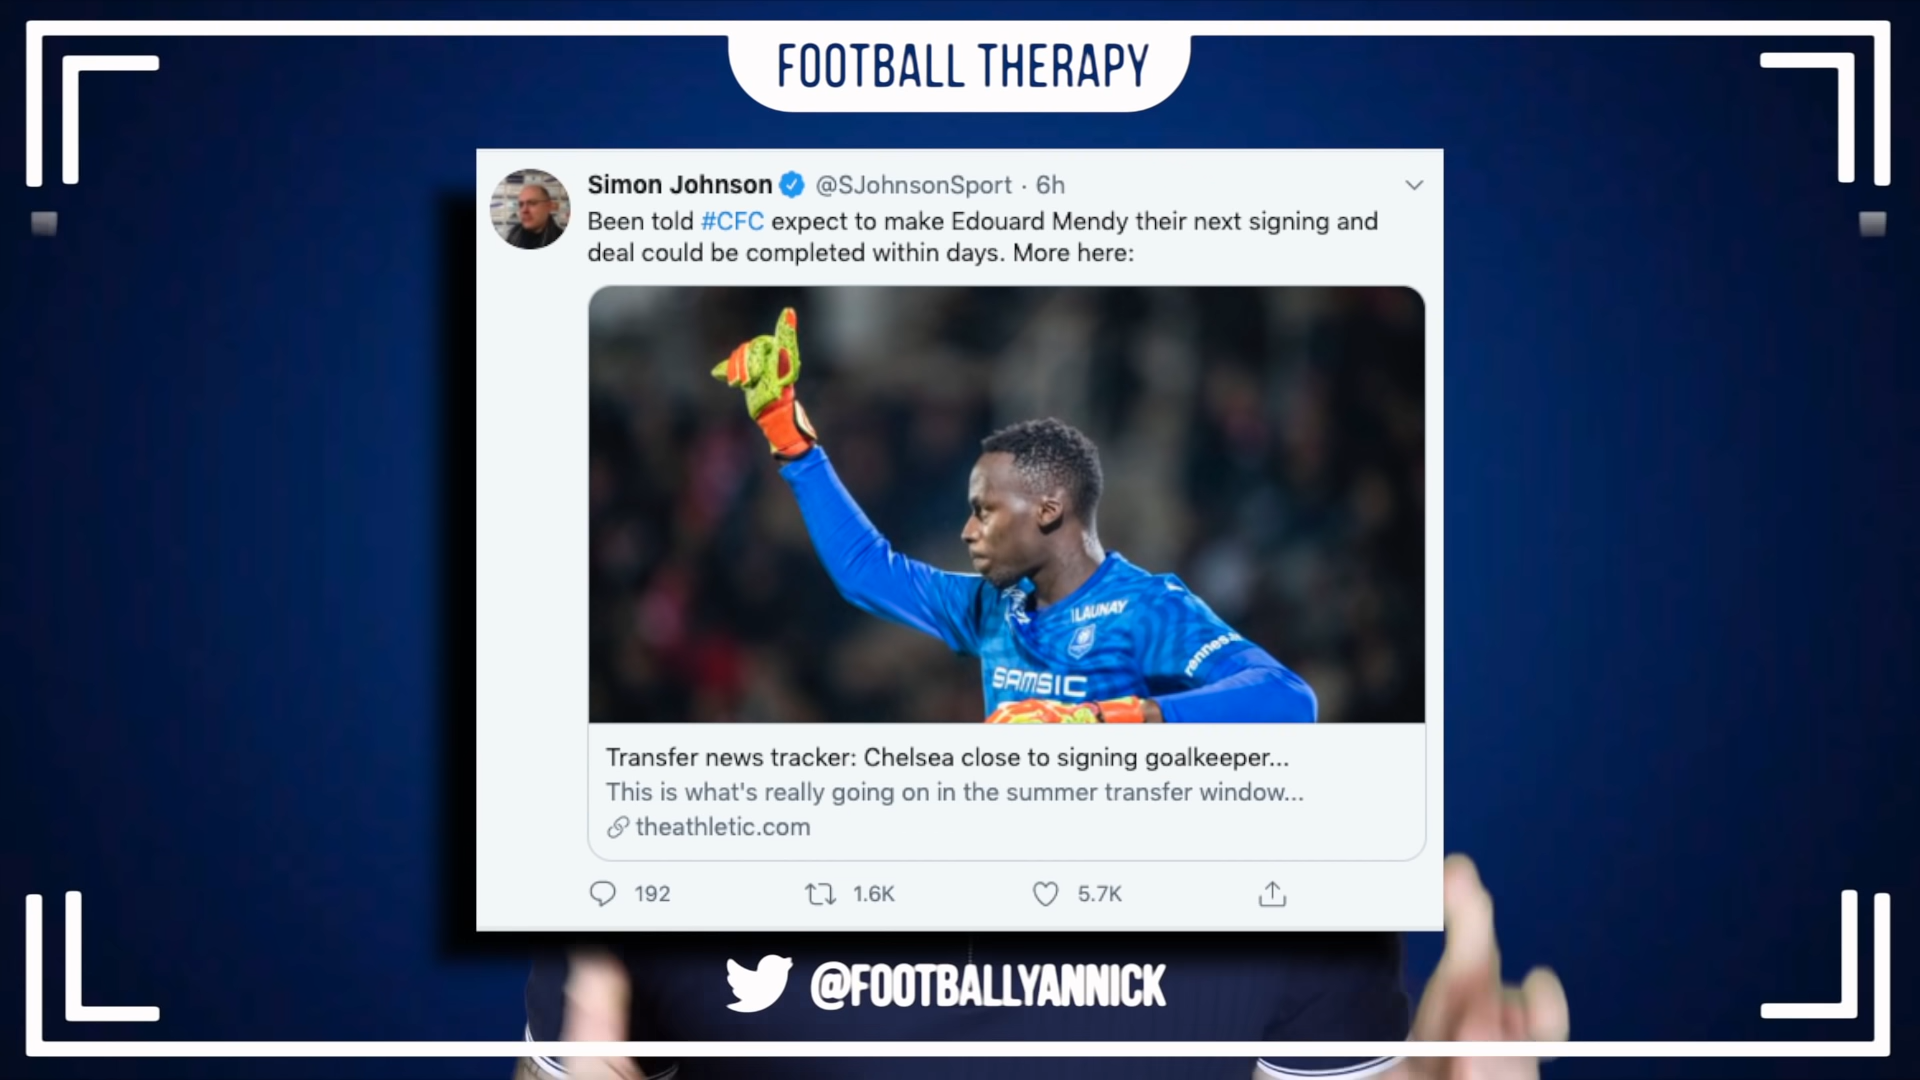 FOOTBALL THERAPY
Simon Johnson @SJohnsonSport · 6h
Been told #CFC expect to make Edouard Mendy their next signing and
deal could be completed within days. More here:
LAUNAY
rennes
SAMSIC
Transfer news tracker: Chelsea close to signing goalkeeper...
This is what's really going on in the summer transfer window...
theathletic.com
192 1.6K 5.7K
@FOOTBALLYANNICK